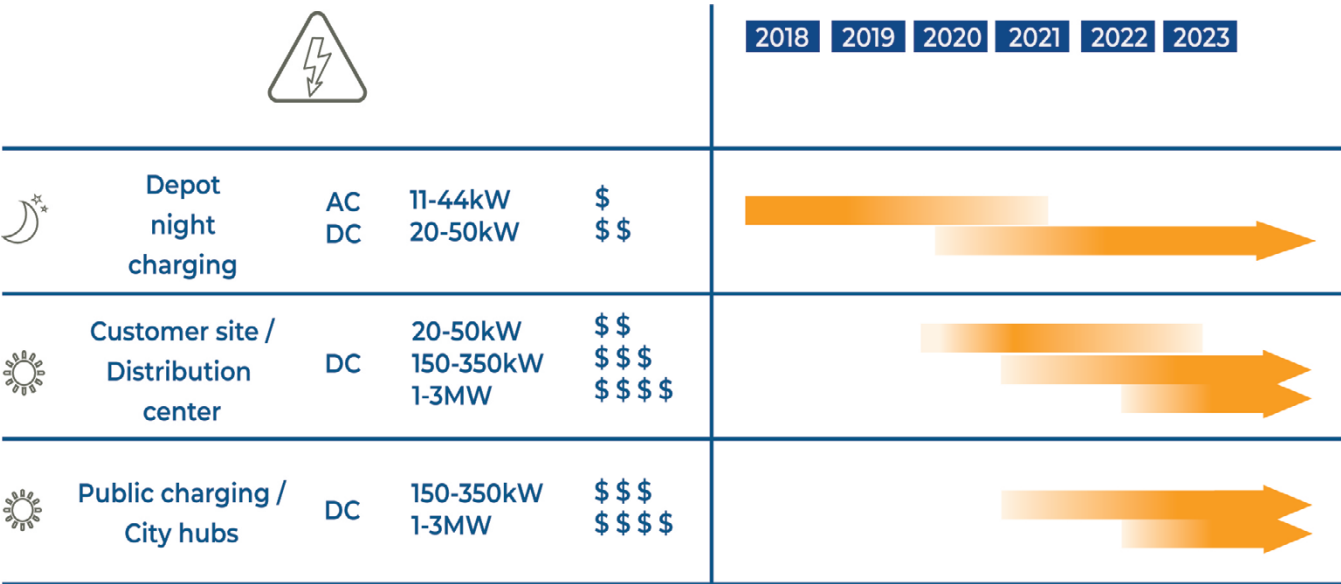 2018 2019 2020 2021 2022 2023
Depot
night
charging
AC 11-44kW $
DC 20-50kW $$
Customer site /
Distribution
center
DC
20-50kW $$
150-350kW $$$
1-3MW $$$$
Public charging /
City hubs
DC
150-350kW $$$
1-3MW $$$$